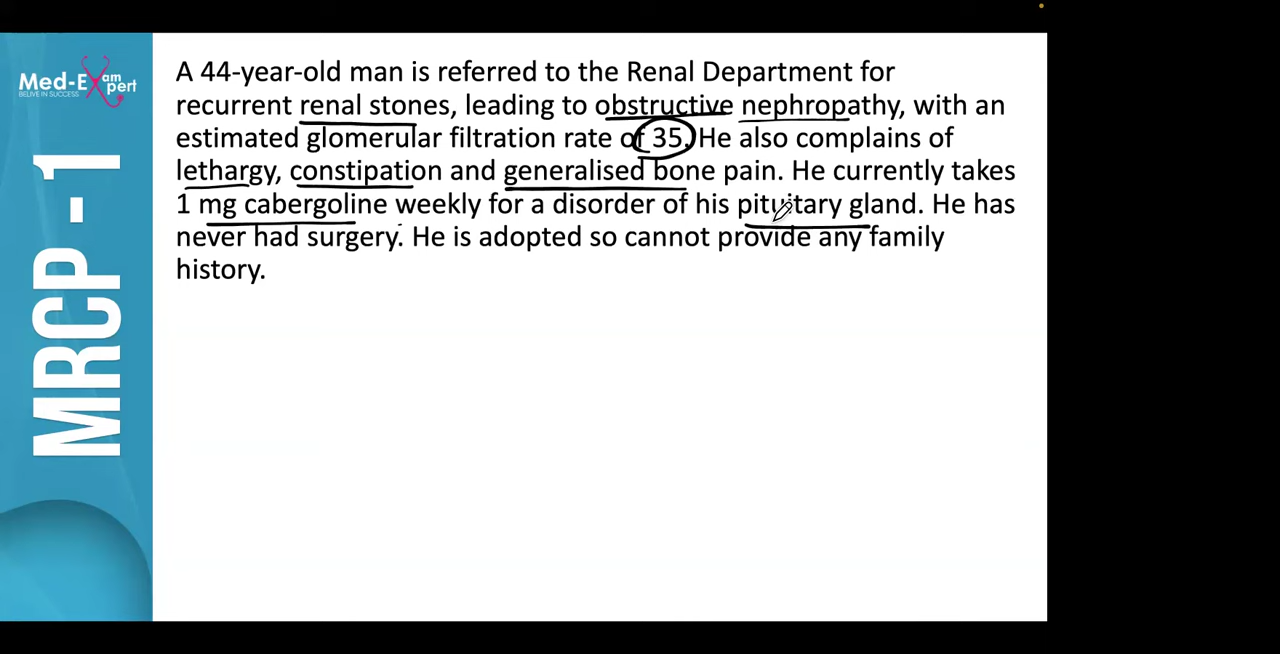 Med-Exam
Expert
BELIVE IN SUCCESS
MRCP - 1
A 44-year-old man is referred to the Renal Department for
recurrent renal stones, leading to obstructive nephropathy, with an
estimated glomerular filtration rate of 35. He also complains of
lethargy, constipation and generalised bone pain. He currently takes
1 mg cabergoline weekly for a disorder of his pituitary gland. He has
never had surgery. He is adopted so cannot provide any family
history.